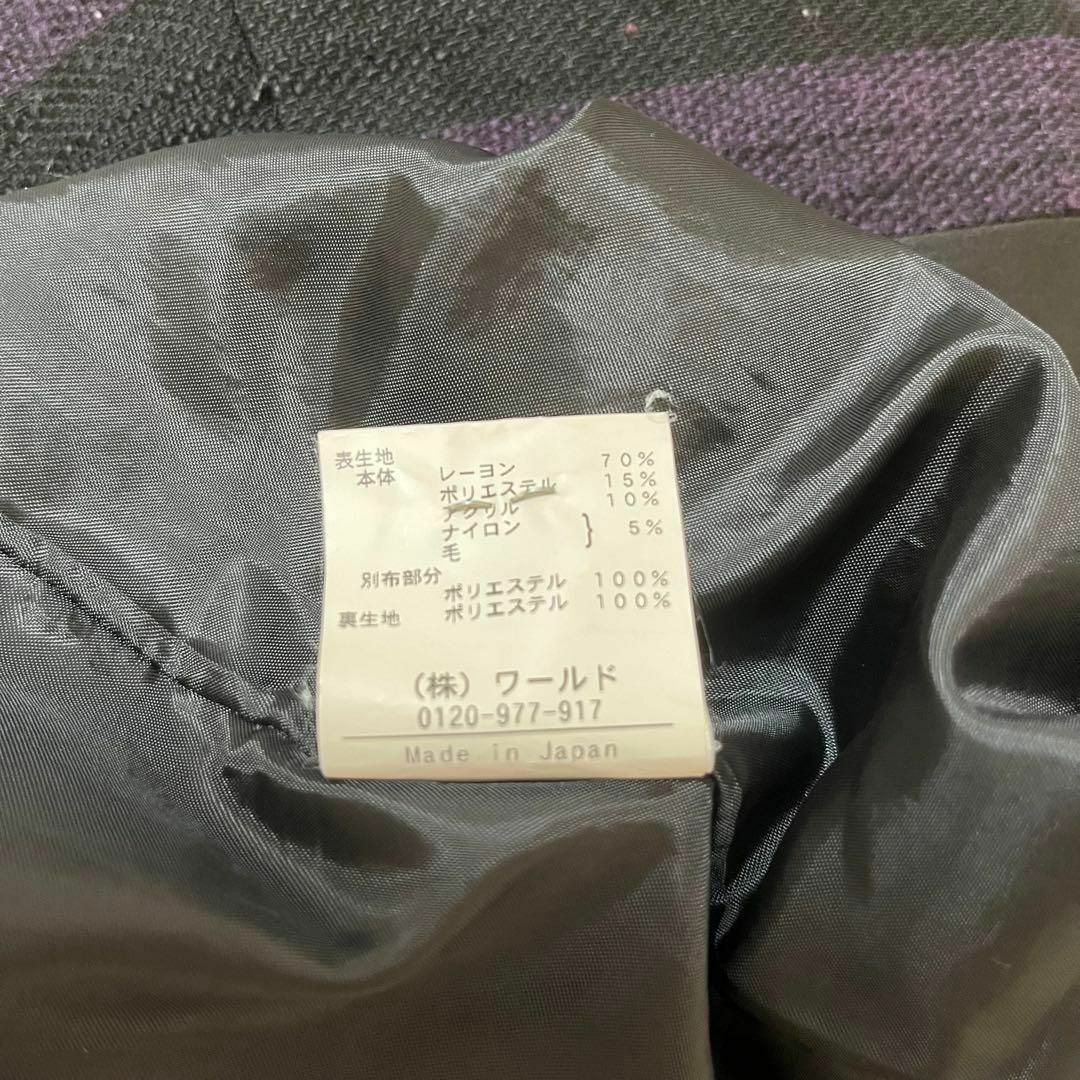 表生地
本体 レーヨン 70%
ポリエステル 15%
アクリル 10%
ナイロン } 5%
毛
別布部分 ポリエステル 100%
裏生地 ポリエステル 100%
(株) ワールド
0120-977-917
Made in Japan